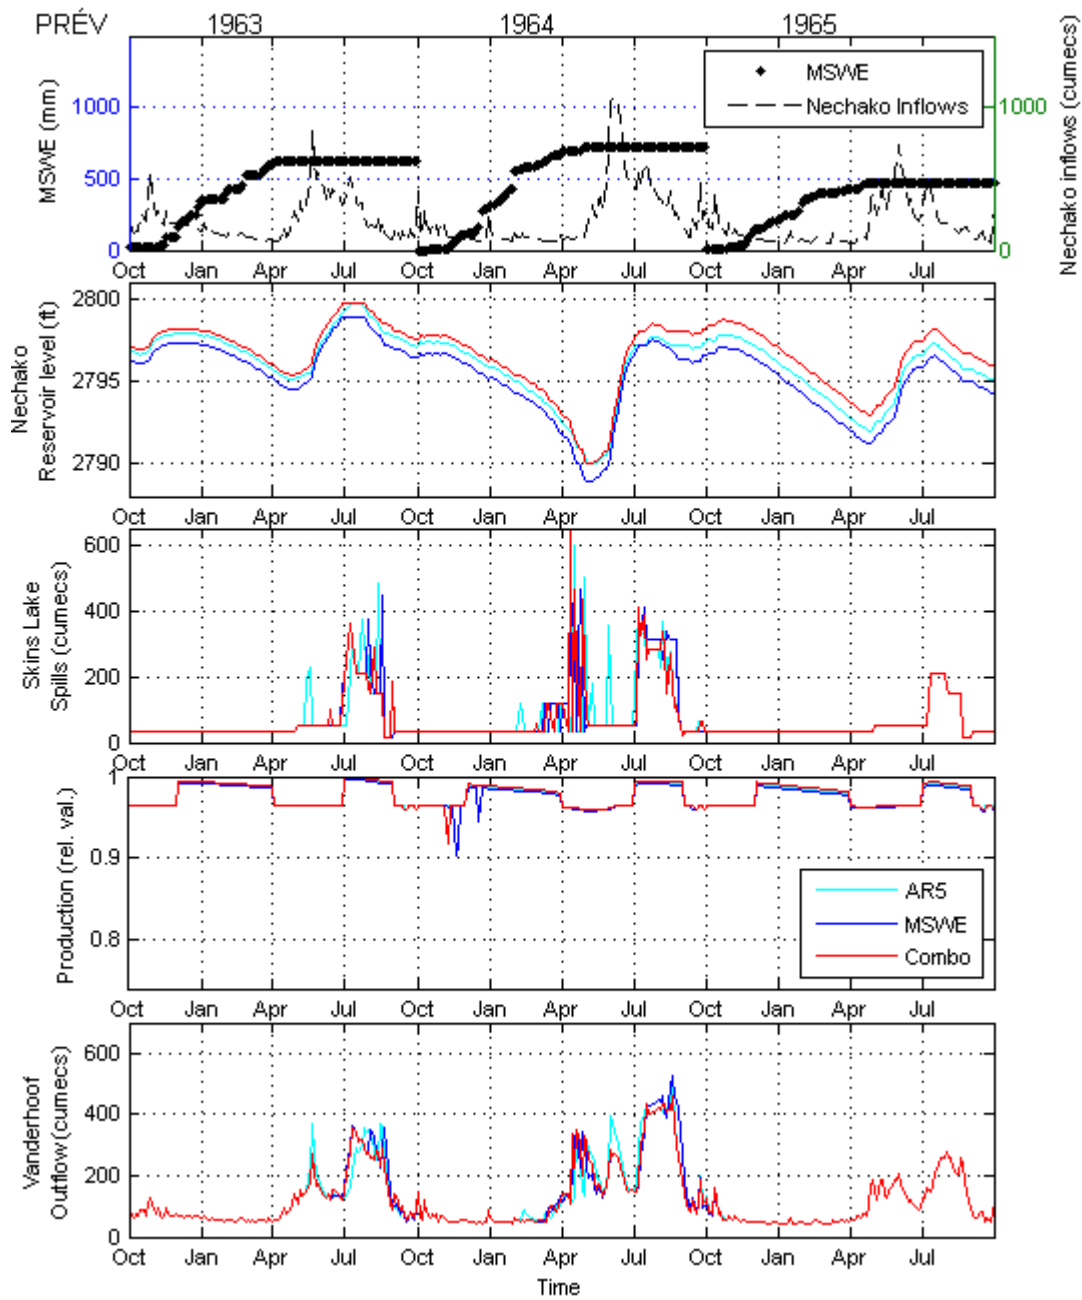 PRÉV 1963 1964 1965
MSWE (mm)
1000
500
0
MSWE
Nechako Inflows
1000
0
Nechako inflows (cumecs)
Oct Jan Apr Jul Oct Jan Apr Jul Oct Jan Apr Jul
Nechako
Reservoir level (ft)
2800
2795
2790
Oct Jan Apr Jul Oct Jan Apr Jul Oct Jan Apr Jul
Skins Lake
Spills (cumecs)
600
400
200
0
Oct Jan Apr Jul Oct Jan Apr Jul Oct Jan Apr Jul
Production (rel. val.)
1
0.9
0.8
AR5
MSWE
Combo
Oct Jan Apr Jul Oct Jan Apr Jul Oct Jan Apr Jul
Vanderhoof
Outflow (cumecs)
600
400
200
0
Oct Jan Apr Jul Oct Jan Apr Jul Oct Jan Apr Jul
Time